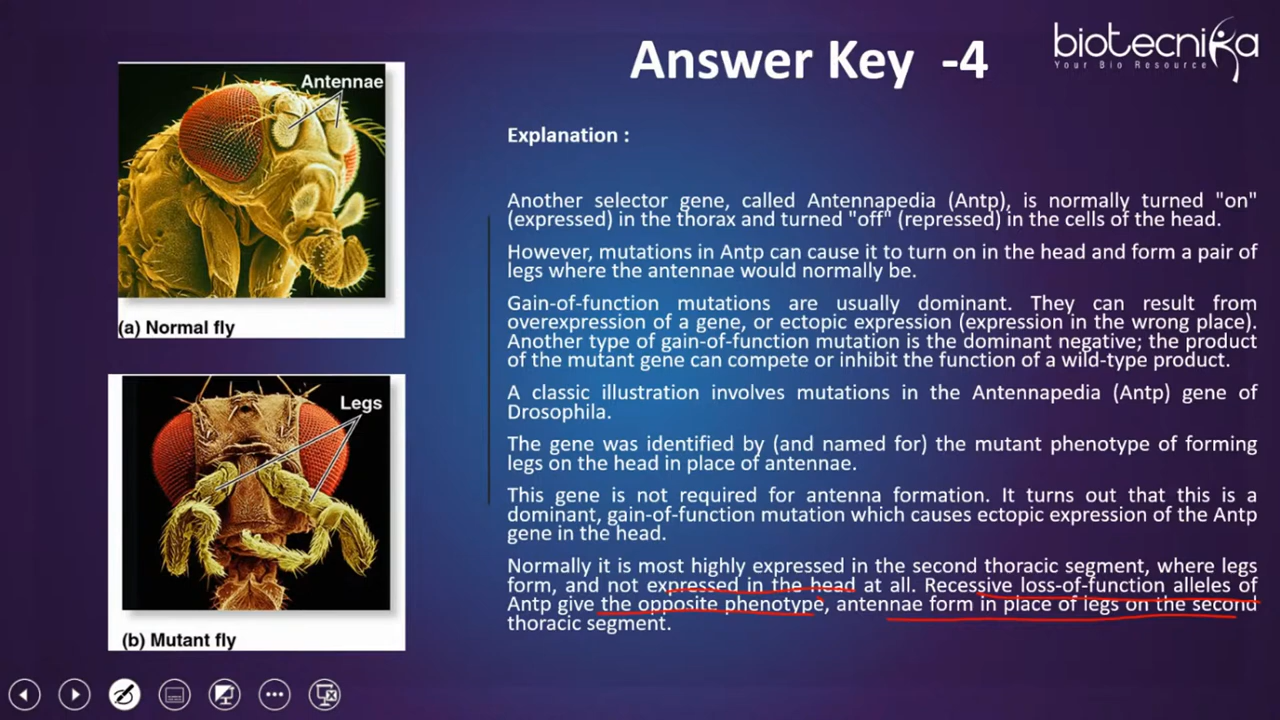 Answer Key -4
biotecnika
Your Bio Resource
Antennae
(a) Normal fly
Legs
(b) Mutant fly
Explanation :
Another selector gene, called Antennapedia (Antp), is normally turned "on"
(expressed) in the thorax and turned "off" (repressed) in the cells of the head.
However, mutations in Antp can cause it to turn on in the head and form a pair of
legs where the antennae would normally be.
Gain-of-function mutations are usually dominant. They can result from
overexpression of a gene, or ectopic expression (expression in the wrong place).
Another type of gain-of-function mutation is the dominant negative; the product
of the mutant gene can compete or inhibit the function of a wild-type product.
A classic illustration involves mutations in the Antennapedia (Antp) gene of
Drosophila.
The gene was identified by (and named for) the mutant phenotype of forming
legs on the head in place of antennae.
This gene is not required for antenna formation. It turns out that this is a
dominant, gain-of-function mutation which causes ectopic expression of the Antp
gene in the head.
Normally it is most highly expressed in the second thoracic segment, where legs
form, and not expressed in the head at all. Recessive loss-of-function alleles of
Antp give the opposite phenotype, antennae form in place of legs on the second
thoracic segment.